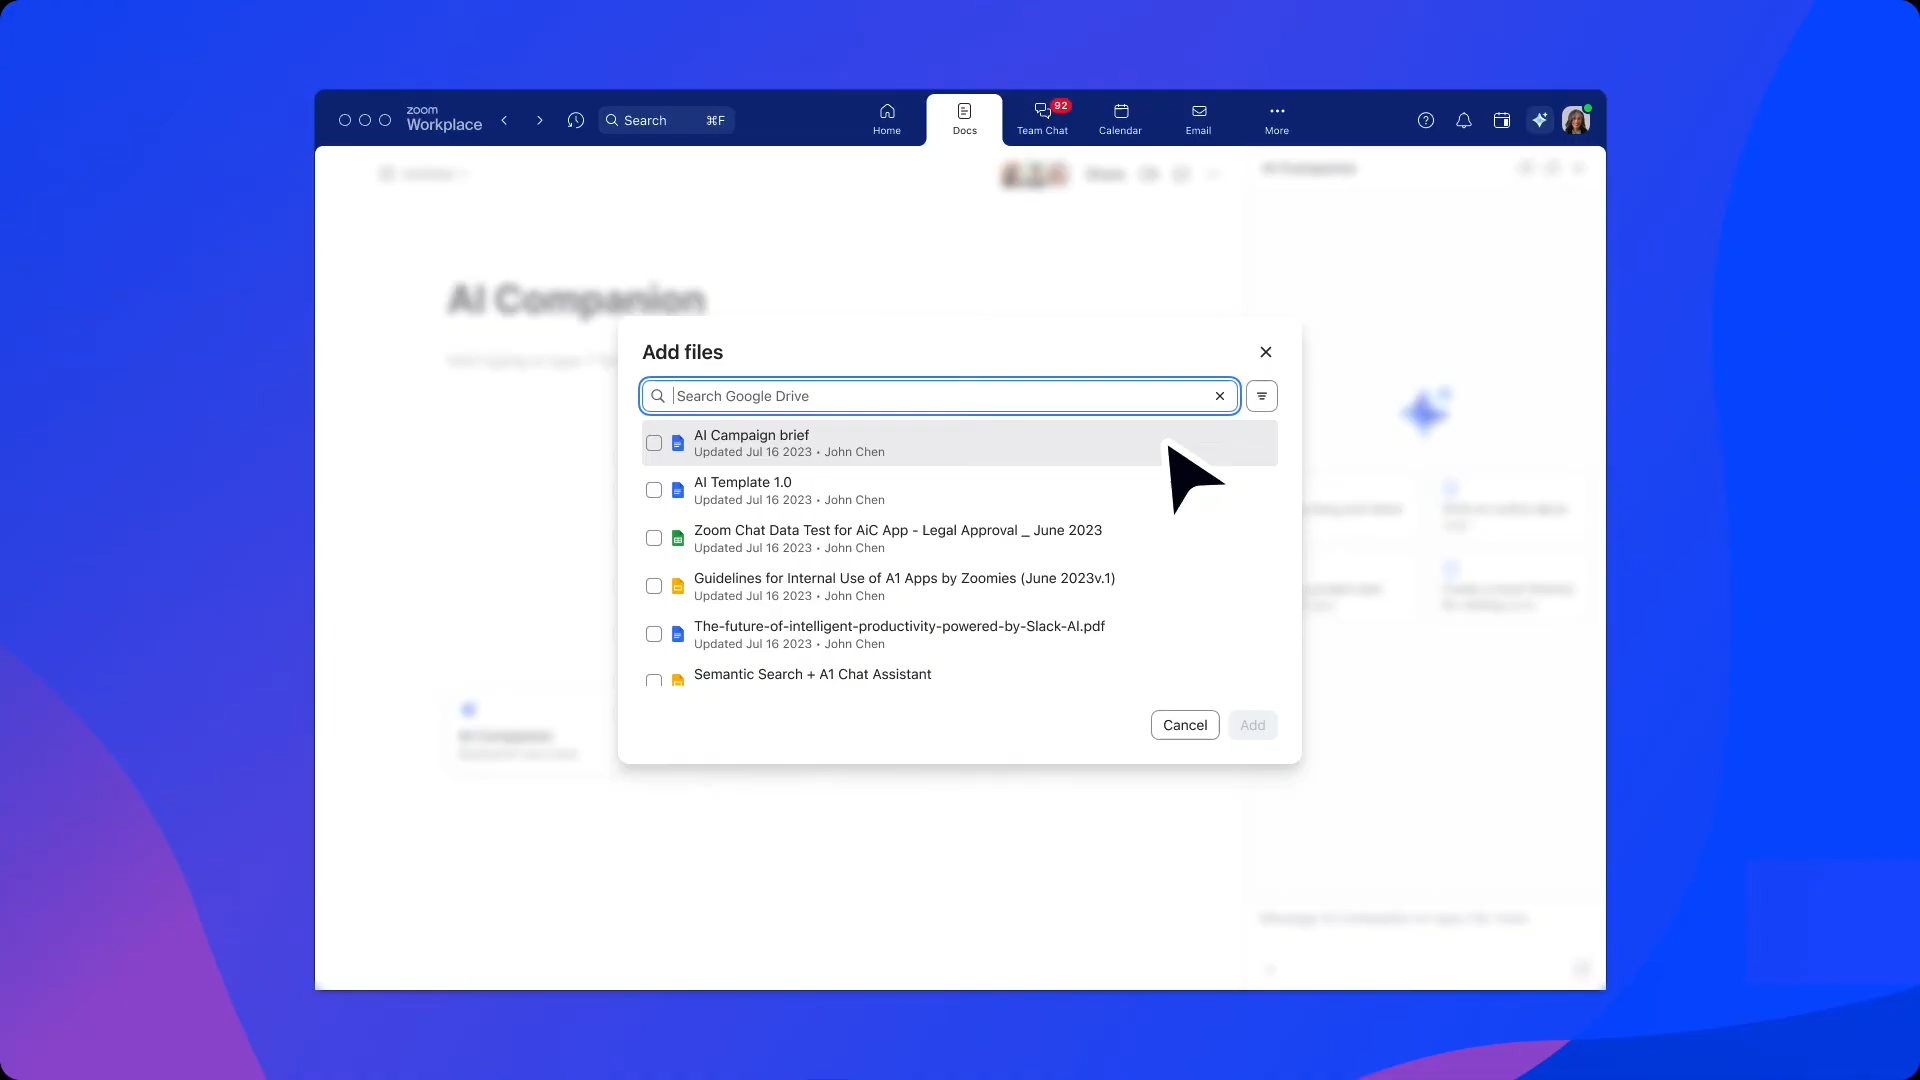 zoom
Workplace
Search ⌘F
Home
Docs
92
Team Chat
Calendar
Email
More
AI Companion
AI Companion
Share
Add files
Search Google Drive
AI Campaign brief
Updated Jul 16 2023 • John Chen
AI Template 1.0
Updated Jul 16 2023 • John Chen
Zoom Chat Data Test for AiC App - Legal Approval _ June 2023
Updated Jul 16 2023 • John Chen
Guidelines for Internal Use of A1 Apps by Zoomies (June 2023v.1)
Updated Jul 16 2023 • John Chen
The-future-of-intelligent-productivity-powered-by-Slack-AI.pdf
Updated Jul 16 2023 • John Chen
Semantic Search + A1 Chat Assistant
Cancel
Add
AI Companion